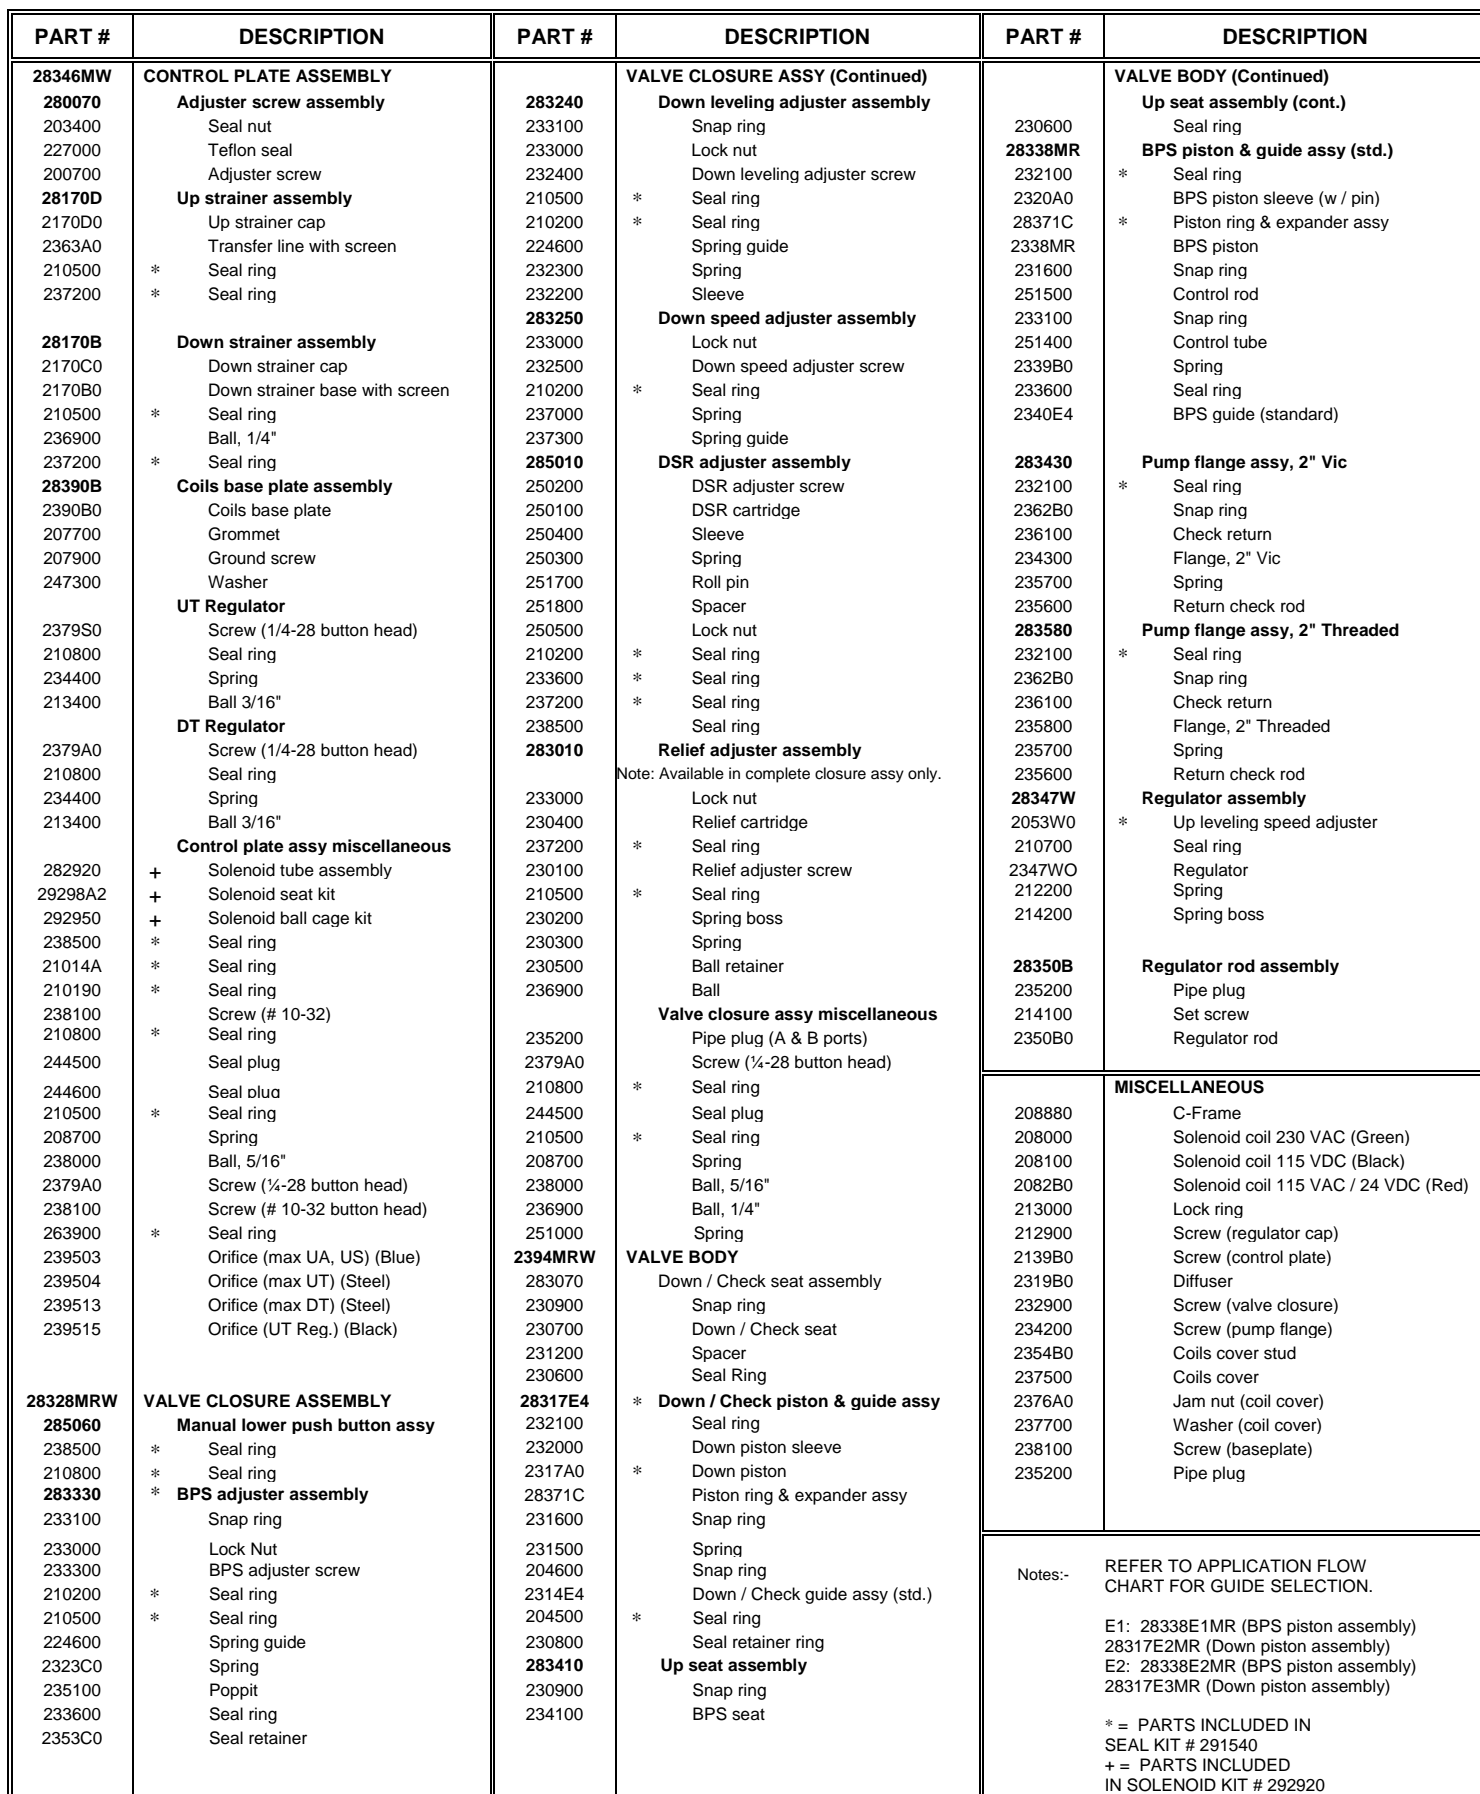 PART # DESCRIPTION
28346MW CONTROL PLATE ASSEMBLY
280070 Adjuster screw assembly
203400 Seal nut
227000 Teflon seal
200700 Adjuster screw
28170D Up strainer assembly
2170D0 Up strainer cap
2363A0 Transfer line with screen
210500 * Seal ring
237200 * Seal ring
28170B Down strainer assembly
2170C0 Down strainer cap
2170B0 Down strainer base with screen
210500 * Seal ring
236900 Ball, 1/4"
237200 * Seal ring
28390B Coils base plate assembly
2390B0 Coils base plate
207700 Grommet
207900 Ground screw
247300 Washer
UT Regulator
2379S0 Screw (1/4-28 button head)
210800 Seal ring
234400 Spring
213400 Ball 3/16"
DT Regulator
2379A0 Screw (1/4-28 button head)
210800 Seal ring
234400 Spring
213400 Ball 3/16"
Control plate assy miscellaneous
282920 + Solenoid tube assembly
29298A2 + Solenoid seat kit
292950 + Solenoid ball cage kit
238500 * Seal ring
21014A * Seal ring
210190 * Seal ring
238100 Screw (# 10-32)
210800 * Seal ring
244500 Seal plug
244600 Seal plug
210500 * Seal ring
208700 Spring
238000 Ball, 5/16"
2379A0 Screw (¼-28 button head)
238100 Screw (# 10-32 button head)
263900 * Seal ring
239503 Orifice (max UA, US) (Blue)
239504 Orifice (max UT) (Steel)
239513 Orifice (max DT) (Steel)
239515 Orifice (UT Reg.) (Black)
28328MRW VALVE CLOSURE ASSEMBLY
285060 Manual lower push button assy
238500 * Seal ring
210800 * Seal ring
283330 * BPS adjuster assembly
233100 Snap ring
233000 Lock Nut
233300 BPS adjuster screw
210200 * Seal ring
210500 * Seal ring
224600 Spring guide
2323C0 Spring
235100 Poppit
233600 Seal ring
2353C0 Seal retainer
PART # DESCRIPTION
VALVE CLOSURE ASSY (Continued)
283240 Down leveling adjuster assembly
233100 Snap ring
233000 Lock nut
232400 Down leveling adjuster screw
210500 * Seal ring
210200 * Seal ring
224600 Spring guide
232300 Spring
232200 Sleeve
283250 Down speed adjuster assembly
233000 Lock nut
232500 Down speed adjuster screw
210200 * Seal ring
237000 Spring
237300 Spring guide
285010 DSR adjuster assembly
250200 DSR adjuster screw
250100 DSR cartridge
250400 Sleeve
250300 Spring
251700 Roll pin
251800 Spacer
250500 Lock nut
210200 * Seal ring
233600 * Seal ring
237200 * Seal ring
238500 Seal ring
283010 Relief adjuster assembly
Note: Available in complete closure assy only.
233000 Lock nut
230400 Relief cartridge
237200 * Seal ring
230100 Relief adjuster screw
210500 * Seal ring
230200 Spring boss
230300 Spring
230500 Ball retainer
236900 Ball
Valve closure assy miscellaneous
235200 Pipe plug (A & B ports)
2379A0 Screw (¼-28 button head)
210800 * Seal ring
244500 Seal plug
210500 * Seal ring
208700 Spring
238000 Ball, 5/16"
236900 Ball, 1/4"
251000 Spring
2394MRW VALVE BODY
283070 Down / Check seat assembly
230900 Snap ring
230700 Down / Check seat
231200 Spacer
230600 Seal Ring
28317E4 * Down / Check piston & guide assy
232100 Seal ring
232000 Down piston sleeve
2317A0 * Down piston
28371C Piston ring & expander assy
231600 Snap ring
231500 Spring
204600 Snap ring
2314E4 Down / Check guide assy (std.)
204500 * Seal ring
230800 Seal retainer ring
283410 Up seat assembly
230900 Snap ring
234100 BPS seat
PART # DESCRIPTION
VALVE BODY (Continued)
Up seat assembly (cont.)
230600 Seal ring
28338MR BPS piston & guide assy (std.)
232100 * Seal ring
2320A0 BPS piston sleeve (w / pin)
28371C * Piston ring & expander assy
2338MR BPS piston
231600 Snap ring
251500 Control rod
233100 Snap ring
251400 Control tube
2339B0 Spring
233600 Seal ring
2340E4 BPS guide (standard)
283430 Pump flange assy, 2" Vic
232100 * Seal ring
2362B0 Snap ring
236100 Check return
234300 Flange, 2" Vic
235700 Spring
235600 Return check rod
283580 Pump flange assy, 2" Threaded
232100 * Seal ring
2362B0 Snap ring
236100 Check return
235800 Flange, 2" Threaded
235700 Spring
235600 Return check rod
28347W Regulator assembly
2053W0 * Up leveling speed adjuster
210700 Seal ring
2347WO Regulator
212200 Spring
214200 Spring boss
28350B Regulator rod assembly
235200 Pipe plug
214100 Set screw
2350B0 Regulator rod
MISCELLANEOUS
208880 C-Frame
208000 Solenoid coil 230 VAC (Green)
208100 Solenoid coil 115 VDC (Black)
2082B0 Solenoid coil 115 VAC / 24 VDC (Red)
213000 Lock ring
212900 Screw (regulator cap)
2139B0 Screw (control plate)
2319B0 Diffuser
232900 Screw (valve closure)
234200 Screw (pump flange)
2354B0 Coils cover stud
237500 Coils cover
2376A0 Jam nut (coil cover)
237700 Washer (coil cover)
238100 Screw (baseplate)
235200 Pipe plug
Notes:- REFER TO APPLICATION FLOW
CHART FOR GUIDE SELECTION.
E1: 28338E1MR (BPS piston assembly)
28317E2MR (Down piston assembly)
E2: 28338E2MR (BPS piston assembly)
28317E3MR (Down piston assembly)
* = PARTS INCLUDED IN
SEAL KIT # 291540
+ = PARTS INCLUDED
IN SOLENOID KIT # 292920